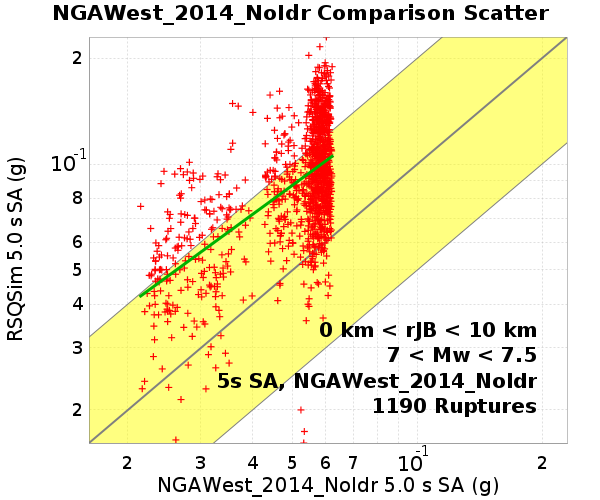 NGAWest_2014_NoIdr Comparison Scatter
RSQSim 5.0 s SA (g)
2
10-1
8
6
5
4
3
2
0 km < rJB < 10 km
7 < Mw < 7.5
5s SA, NGAWest_2014_NoIdr
1190 Ruptures
2 3 4 5 6 7 10-1 2
NGAWest_2014_NoIdr 5.0 s SA (g)